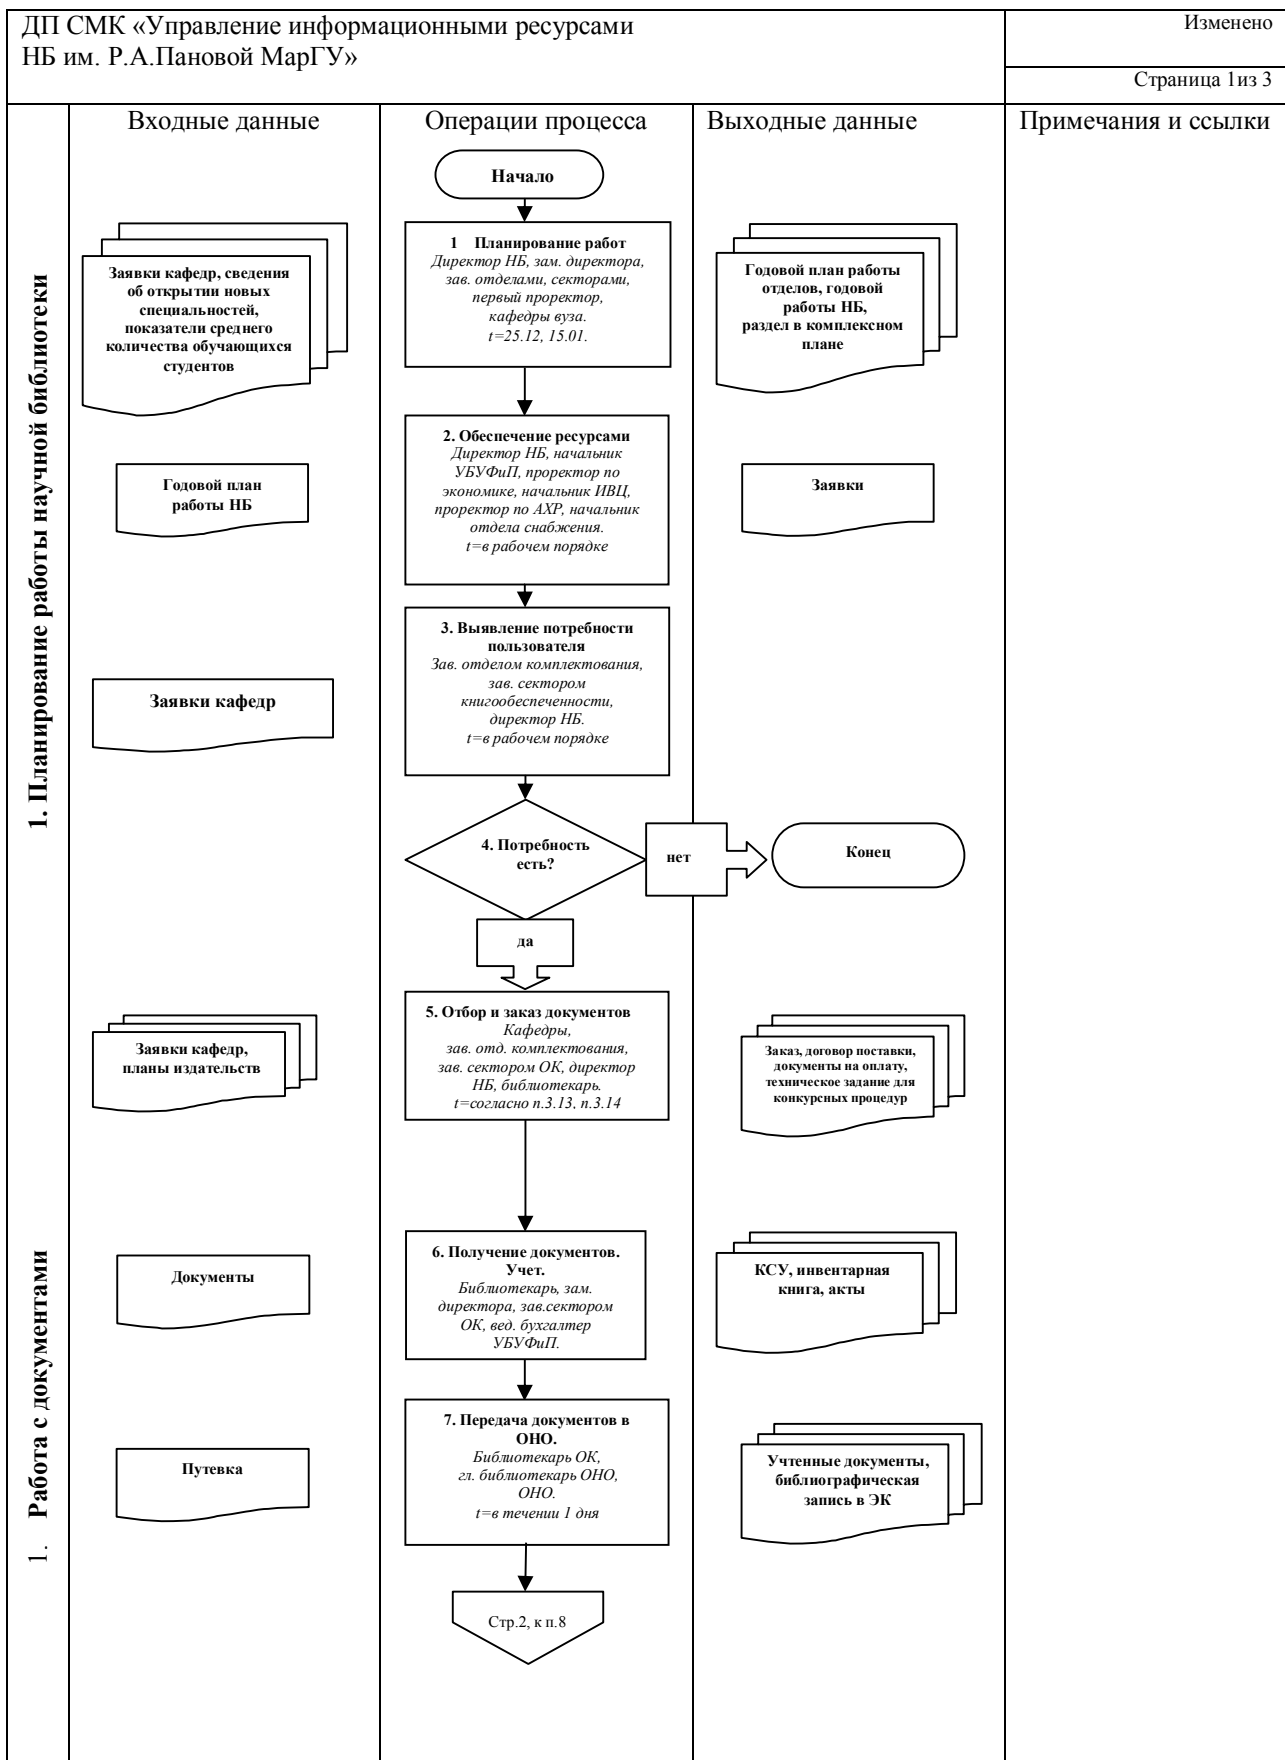 ДП СМК «Управление информационными ресурсами
НБ им. Р.А.Пановой МарГУ»
Изменено
Страница 1из 3
Входные данные
Операции процесса
Выходные данные
Примечания и ссылки
1. Планирование работы научной библиотеки
Начало
Заявки кафедр, сведения
об открытии новых
специальностей,
показатели среднего
количества обучающихся
студентов
1 Планирование работ
Директор НБ, зам. директора,
зав. отделами, секторами,
первый проректор,
кафедры вуза.
t=25.12, 15.01.
Годовой план работы
отделов, годовой
работы НБ,
раздел в комплексном
плане
Годовой план
работы НБ
2. Обеспечение ресурсами
Директор НБ, начальник
УБУФиП, проректор по
экономике, начальник ИВЦ,
проректор по АХР, начальник
отдела снабжения.
t=в рабочем порядке
Заявки
Заявки кафедр
3. Выявление потребности
пользователя
Зав. отделом комплектования,
зав. сектором
книгообеспеченности,
директор НБ.
t=в рабочем порядке
4. Потребность
есть?
нет
Конец
да
Заявки кафедр,
планы издательств
5. Отбор и заказ документов
Кафедры,
зав. отд. комплектования,
зав. сектором ОК, директор
НБ, библиотекарь.
t=согласно п.3.13, п.3.14
Заказ, договор поставки,
документы на оплату,
техническое задание для
конкурсных процедур
1. Работа с документами
Документы
6. Получение документов.
Учет.
Библиотекарь, зам.
директора, зав.сектором
ОК, вед. бухгалтер
УБУФиП.
КСУ, инвентарная
книга, акты
Путевка
7. Передача документов в
ОНО.
Библиотекарь ОК,
гл. библиотекарь ОНО,
ОНО.
t=в течении 1 дня
Учтенные документы,
библиографическая
запись в ЭК
Стр.2, к п.8